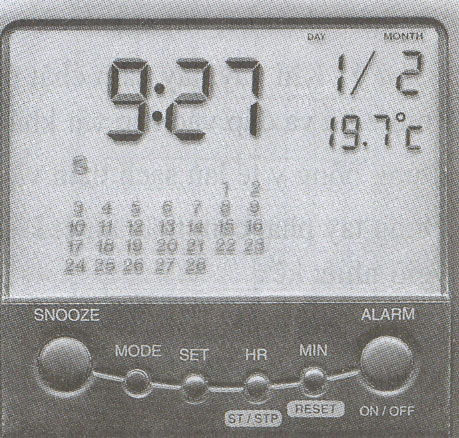 DAY MONTH
9:27 1/ 2
19.7°c
S
1 2
3 4 5 6 7 8 9
10 11 12 13 14 15 16
17 18 19 20 21 22 23
24 25 26 27 28
SNOOZE ALARM
MODE SET HR MIN
ST / STP RESET ON / OFF